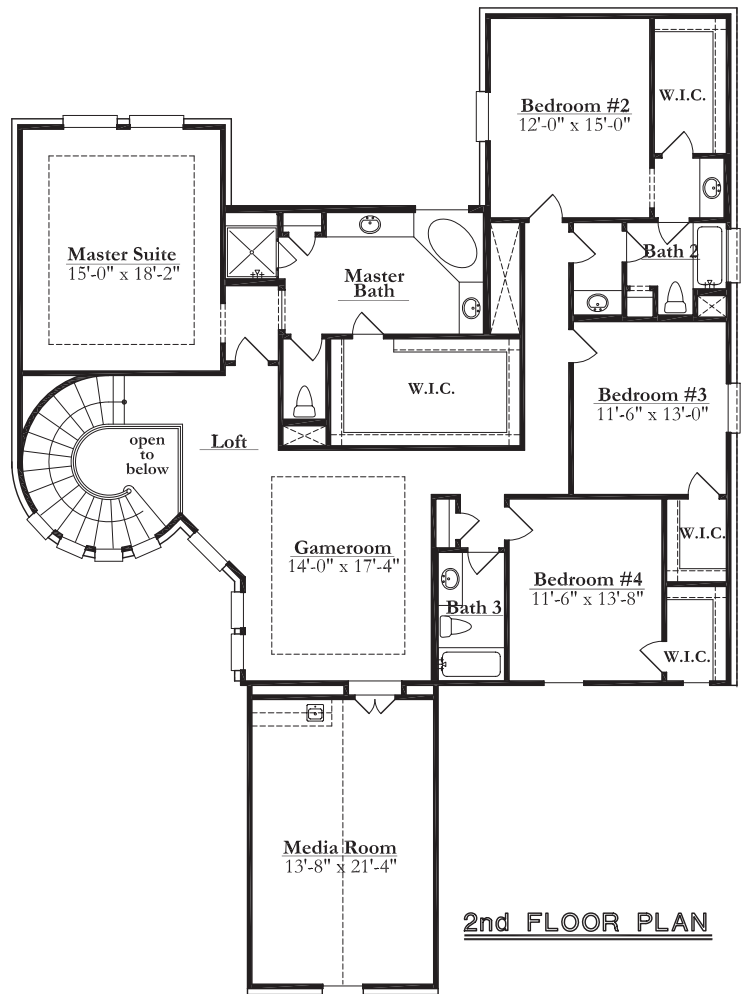 Bedroom #2
12'-0" x 15'-0"
W.I.C.
Master Suite
15'-0" x 18'-2"
Master
Bath
Bath 2
W.I.C.
Bedroom #3
11'-6" x 13'-0"
open
to
below
Loft
Gameroom
14'-0" x 17'-4"
W.I.C.
Bedroom #4
11'-6" x 13'-8"
Bath 3
W.I.C.
Media Room
13'-8" x 21'-4"
2nd FLOOR PLAN